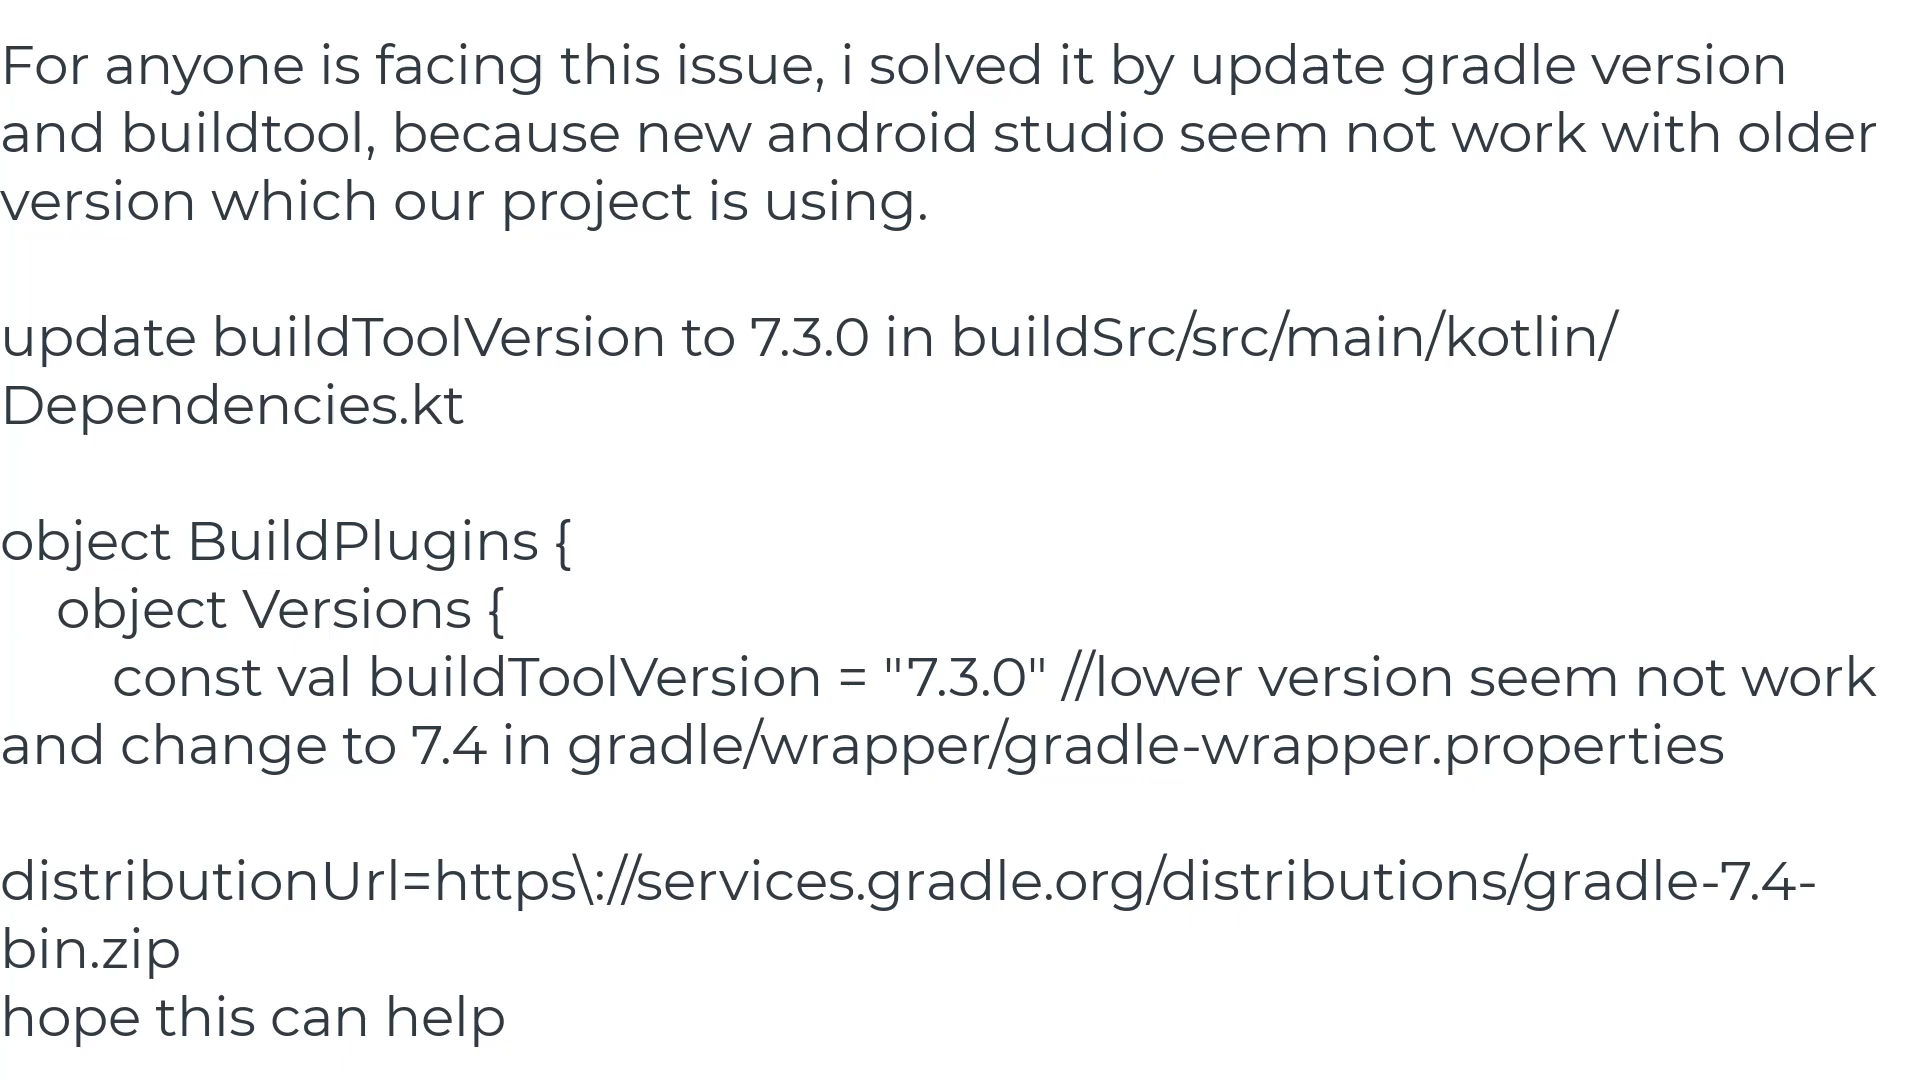 For anyone is facing this issue, i solved it by update gradle version
and buildtool, because new android studio seem not work with older
version which our project is using.
update buildToolVersion to 7.3.0 in buildSrc/src/main/kotlin/
Dependencies.kt
object BuildPlugins {
object Versions {
const val buildToolVersion = "7.3.0" //lower version seem not work
and change to 7.4 in gradle/wrapper/gradle-wrapper.properties
distributionUrl=https\://services.gradle.org/distributions/gradle-7.4-
bin.zip
hope this can help